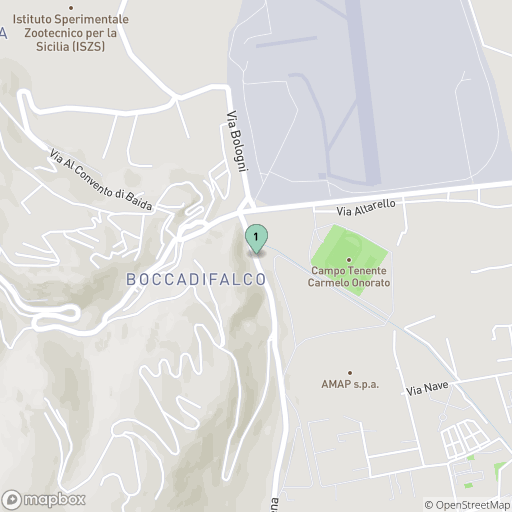 Istituto Sperimentale
Zootecnico per la
Sicilia (ISZS)
A
Via Bologni
Via Al Convento di Baida
Via Altarello
1
BOCCADIFALCO
Campo Tenente
Carmelo Onorato
AMAP s.p.a.
Via Nave
ena
mapbox
© OpenStreetMap